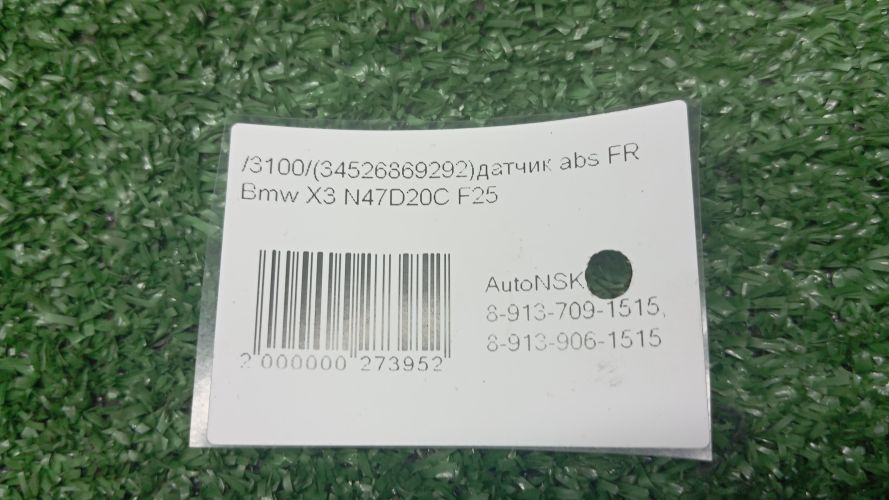 /3100/(34526869292)датчик abs FR
Bmw X3 N47D20C F25
AutoNSK
8-913-709-1515,
8-913-906-1515
2 000000 273952